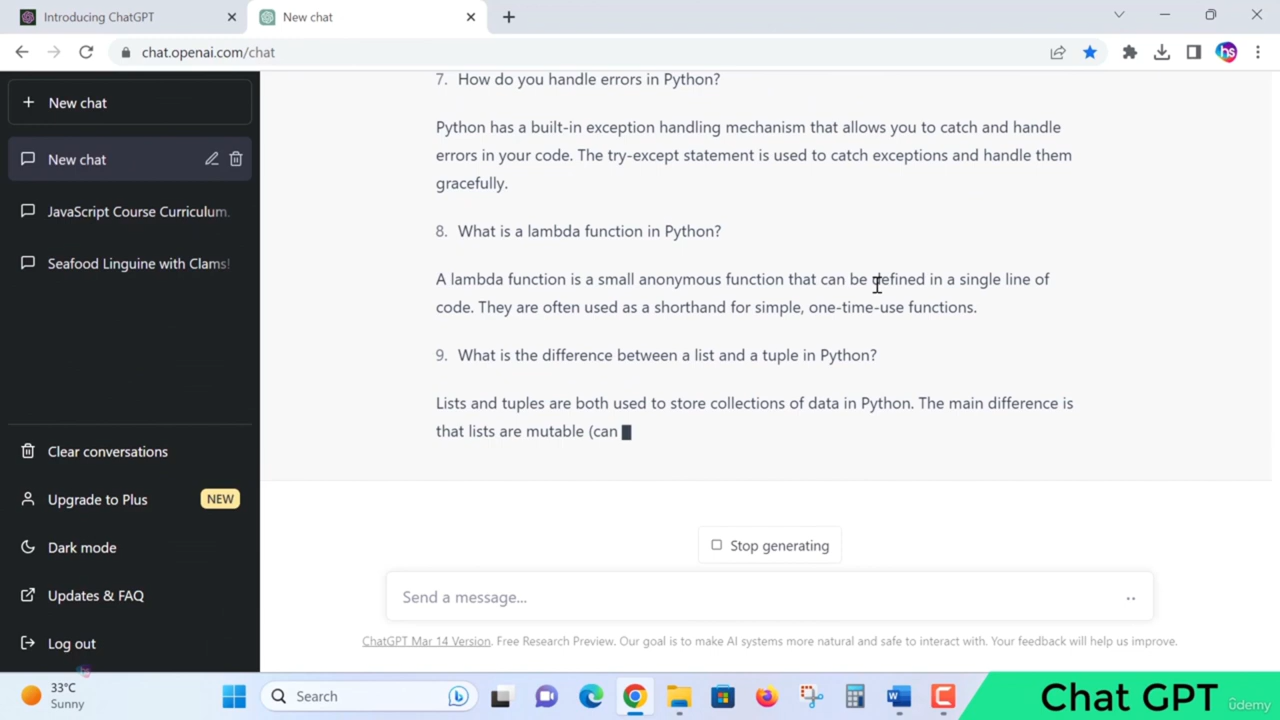 Introducing ChatGPT
New chat
chat.openai.com/chat
hs
New chat
New chat
JavaScript Course Curriculum.
Seafood Linguine with Clams!
Clear conversations
Upgrade to Plus NEW
Dark mode
Updates & FAQ
Log out
7. How do you handle errors in Python?
Python has a built-in exception handling mechanism that allows you to catch and handle
errors in your code. The try-except statement is used to catch exceptions and handle them
gracefully.
8. What is a lambda function in Python?
A lambda function is a small anonymous function that can be defined in a single line of
code. They are often used as a shorthand for simple, one-time-use functions.
9. What is the difference between a list and a tuple in Python?
Lists and tuples are both used to store collections of data in Python. The main difference is
that lists are mutable (can
Stop generating
Send a message...
ChatGPT Mar 14 Version. Free Research Preview. Our goal is to make AI systems more natural and safe to interact with. Your feedback will help us improve.
hs
33°C
Sunny
Search
Chat GPT
ûdemy